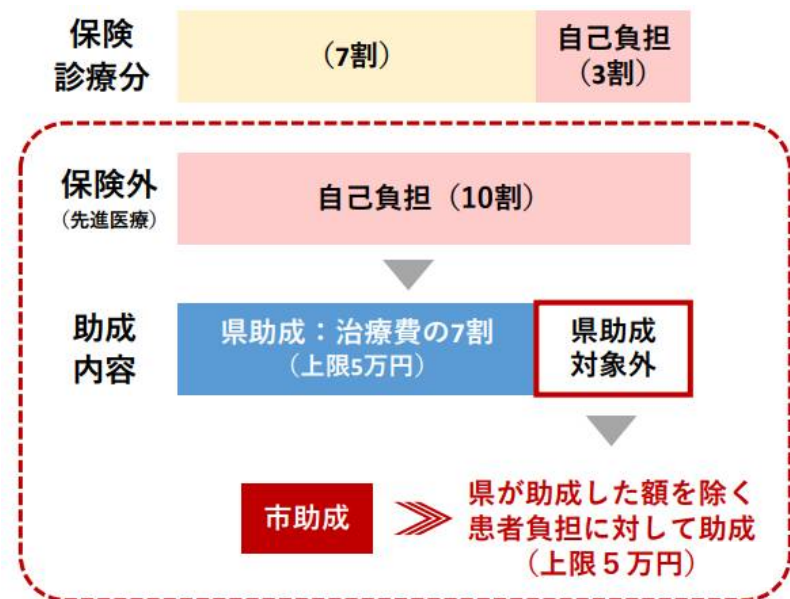 保険
診療分
（7割）
自己負担
（3割）
保険外
（先進医療）
自己負担（10割）
助成
内容
県助成：治療費の7割
（上限5万円）
県助成
対象外
市助成
県が助成した額を除く
患者負担に対して助成
（上限５万円）